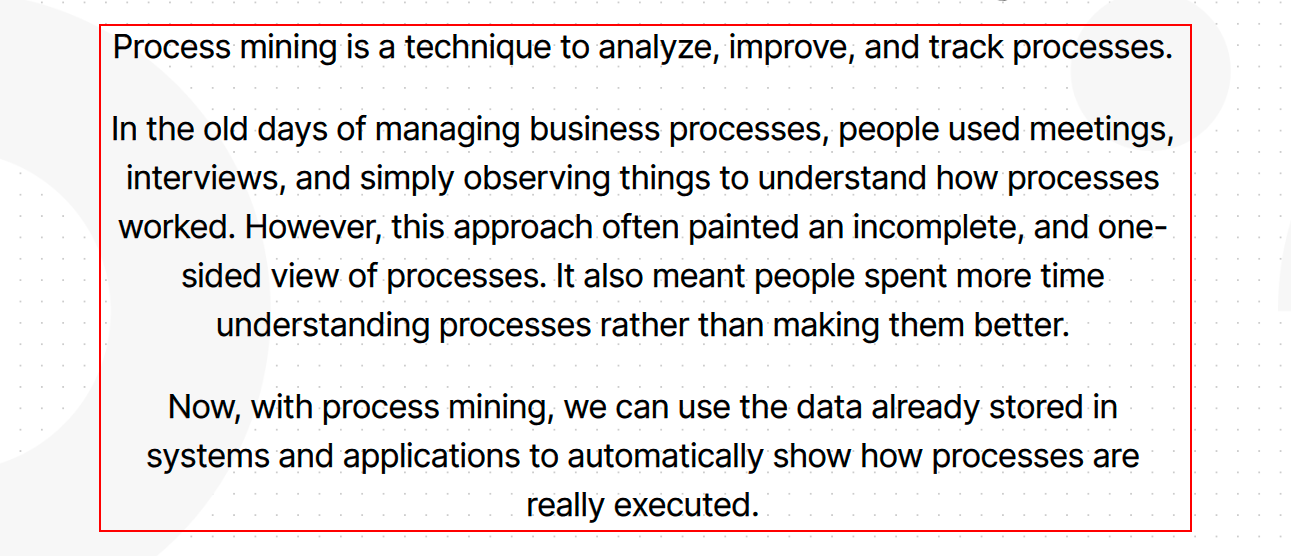 Process mining is a technique to analyze, improve, and track processes.
In the old days of managing business processes, people used meetings,
interviews, and simply observing things to understand how processes
worked. However, this approach often painted an incomplete, and one-
sided view of processes. It also meant people spent more time
understanding processes rather than making them better.
Now, with process mining, we can use the data already stored in
systems and applications to automatically show how processes are
really executed.